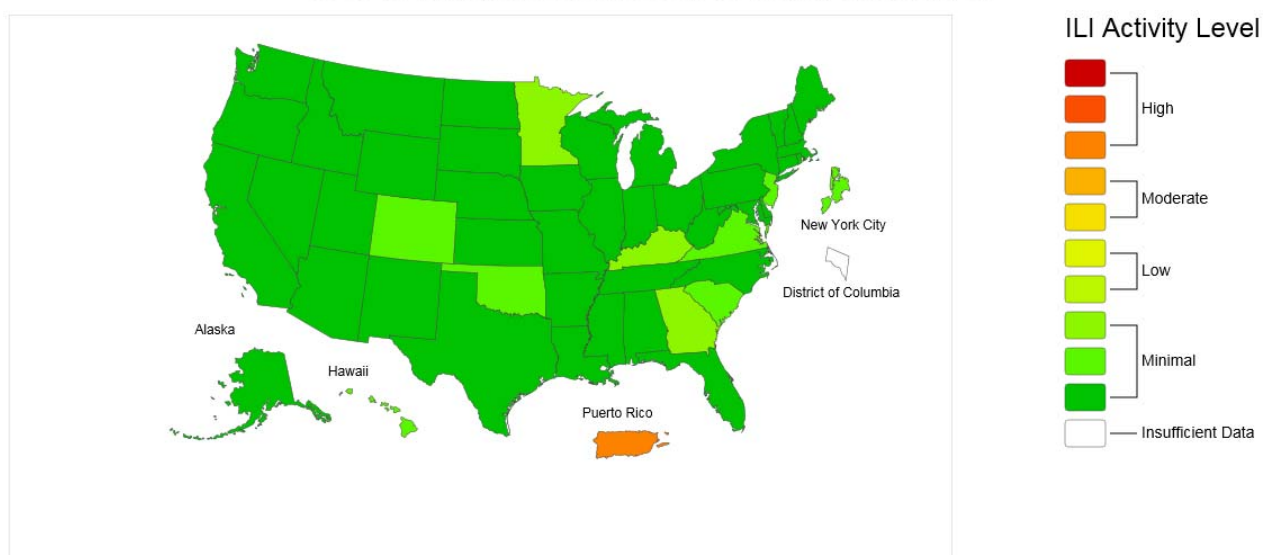 ILI Activity Level
High
Moderate
New York City
Low
District of Columbia
Alaska
Hawaii
Minimal
Puerto Rico
Insufficient Data